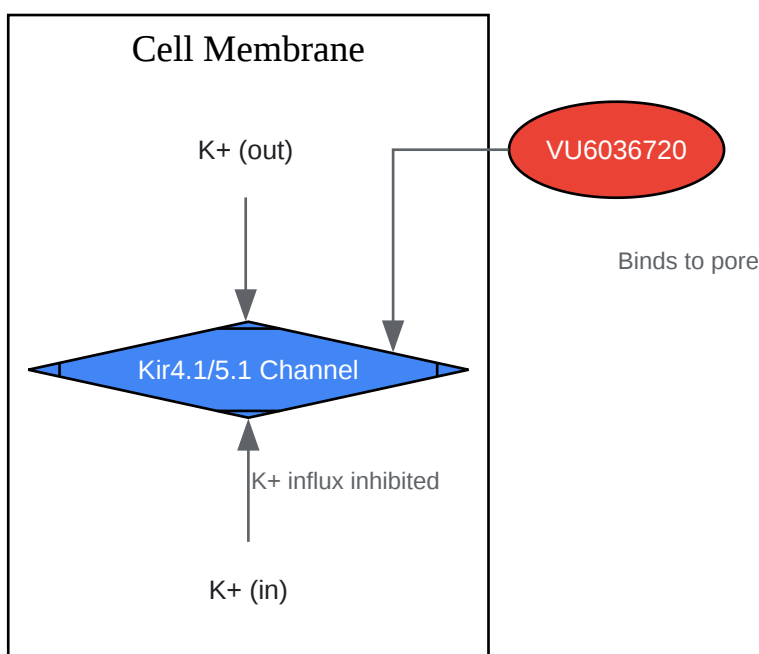 Cell Membrane
K+ (out)
VU6036720
Binds to pore
Kir4.1/5.1 Channel
K+ influx inhibited
K+ (in)